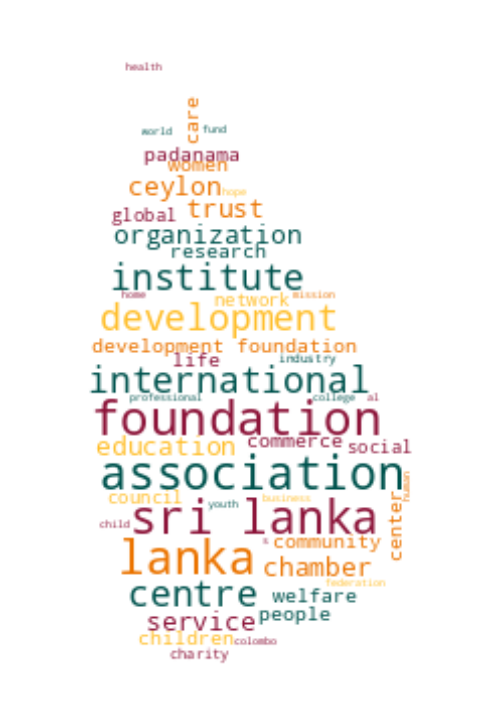 health
care
world fund
padanama
women
ceylon hope
global trust
organization
research
institute
home network mission
development
development foundation
life industry
international
professional college al
foundation
education commerce social
association
human
council youth business
sri lanka
child center
s community
lanka chamber
federation
centre welfare
service people
children colombo
charity